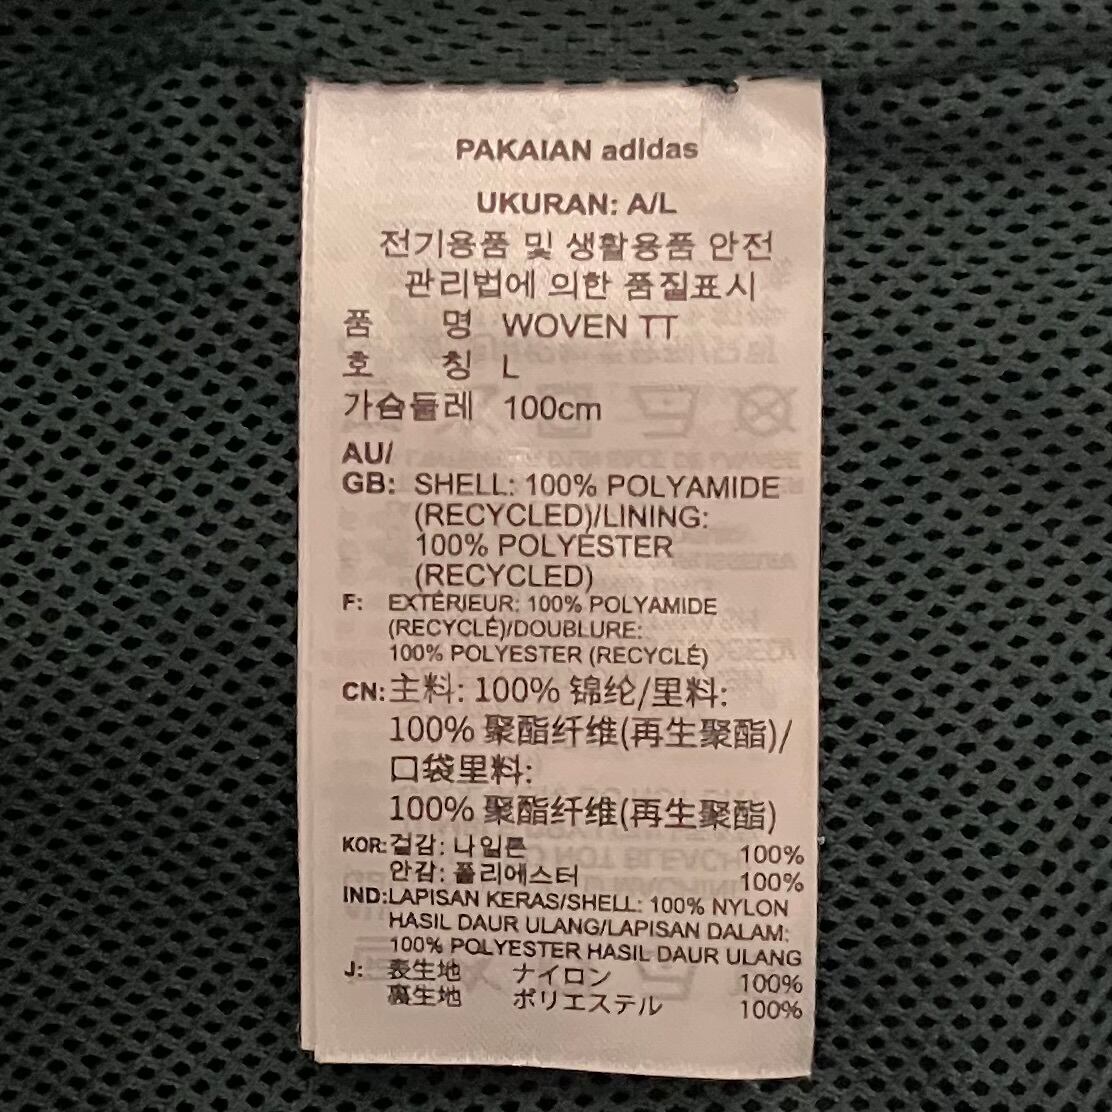 PAKAIAN adidas
UKURAN: A/L
전기용품 및 생활용품 안전
관리법에 의한 품질표시
품 명 WOVEN TT
호 칭 L
가슴둘레 100cm
AU/
GB: SHELL: 100% POLYAMIDE
(RECYCLED)/LINING:
100% POLYESTER
(RECYCLED)
F: EXTÉRIEUR: 100% POLYAMIDE
(RECYCLÉ)/DOUBLURE:
100% POLYESTER (RECYCLÉ)
CN: 主料: 100% 锦纶/里料:
100% 聚酯纤维(再生聚酯)/
口袋里料:
100% 聚酯纤维(再生聚酯)
KOR: 겉감: 나일론 100%
안감: 폴리에스터 100%
IND: LAPISAN KERAS/SHELL: 100% NYLON
HASIL DAUR ULANG/LAPISAN DALAM:
100% POLYESTER HASIL DAUR ULANG
J: 表生地 ナイロン 100%
裏生地 ポリエステル 100%